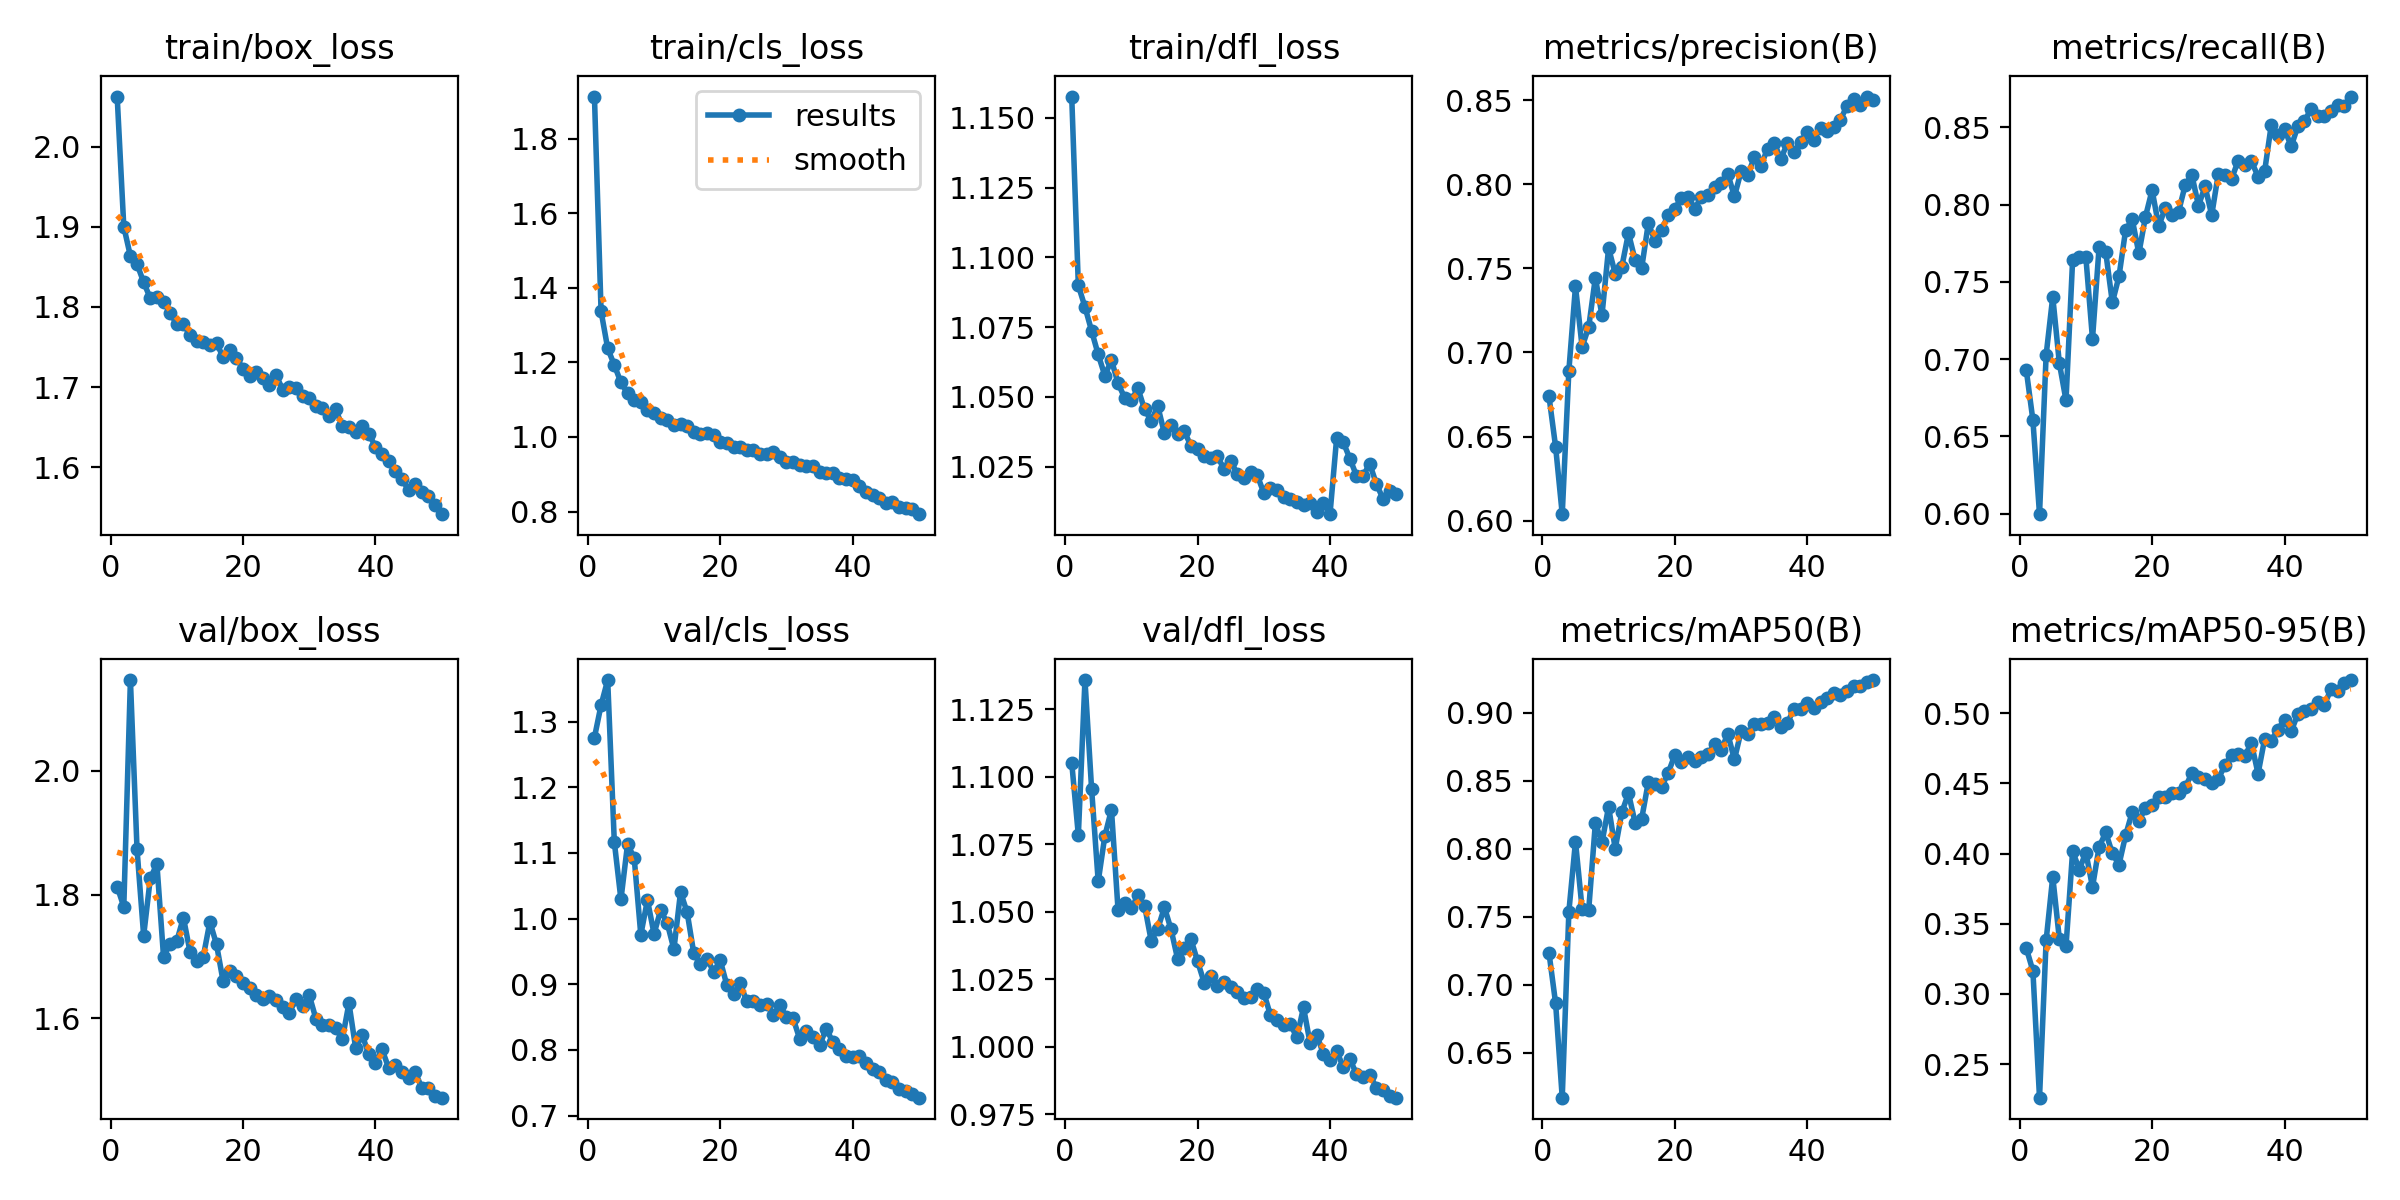 train/box_loss
2.0
1.9
1.8
1.7
1.6
0 20 40
train/cls_loss
results
smooth
1.8
1.6
1.4
1.2
1.0
0.8
0 20 40
train/dfl_loss
1.150
1.125
1.100
1.075
1.050
1.025
0 20 40
metrics/precision(B)
0.85
0.80
0.75
0.70
0.65
0.60
0 20 40
metrics/recall(B)
0.85
0.80
0.75
0.70
0.65
0.60
0 20 40
val/box_loss
2.0
1.8
1.6
0 20 40
val/cls_loss
1.3
1.2
1.1
1.0
0.9
0.8
0.7
0 20 40
val/dfl_loss
1.125
1.100
1.075
1.050
1.025
1.000
0.975
0 20 40
metrics/mAP50(B)
0.90
0.85
0.80
0.75
0.70
0.65
0 20 40
metrics/mAP50-95(B)
0.50
0.45
0.40
0.35
0.30
0.25
0 20 40